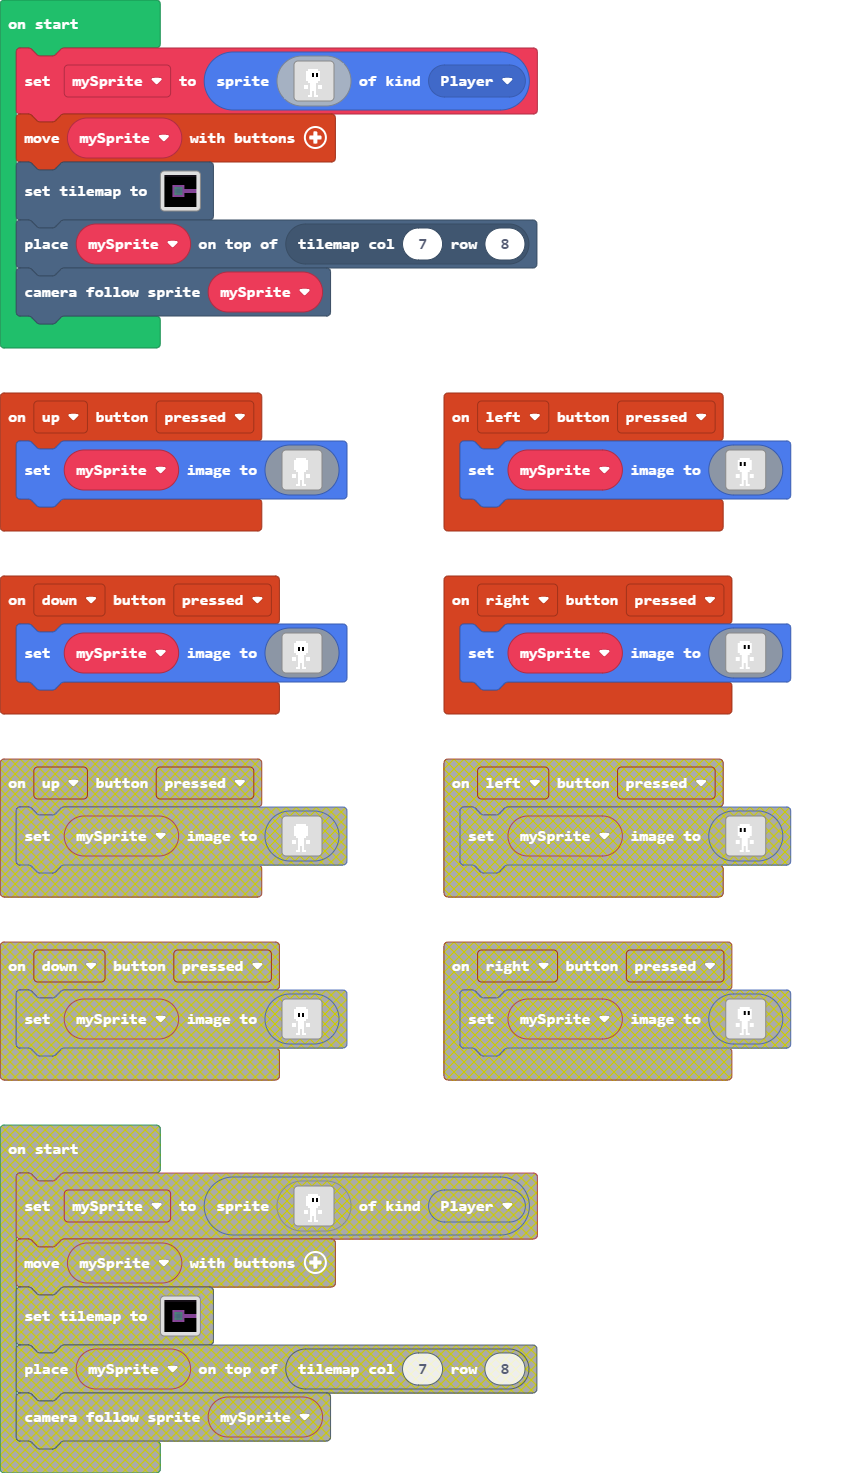 on start
set mySprite to sprite of kind Player
move mySprite with buttons
set tilemap to
place mySprite on top of tilemap col 7 row 8
camera follow sprite mySprite
on up button pressed
set mySprite image to
on left button pressed
set mySprite image to
on down button pressed
set mySprite image to
on right button pressed
set mySprite image to
on up button pressed
set mySprite image to
on left button pressed
set mySprite image to
on down button pressed
set mySprite image to
on right button pressed
set mySprite image to
on start
set mySprite to sprite of kind Player
move mySprite with buttons
set tilemap to
place mySprite on top of tilemap col 7 row 8
camera follow sprite mySprite